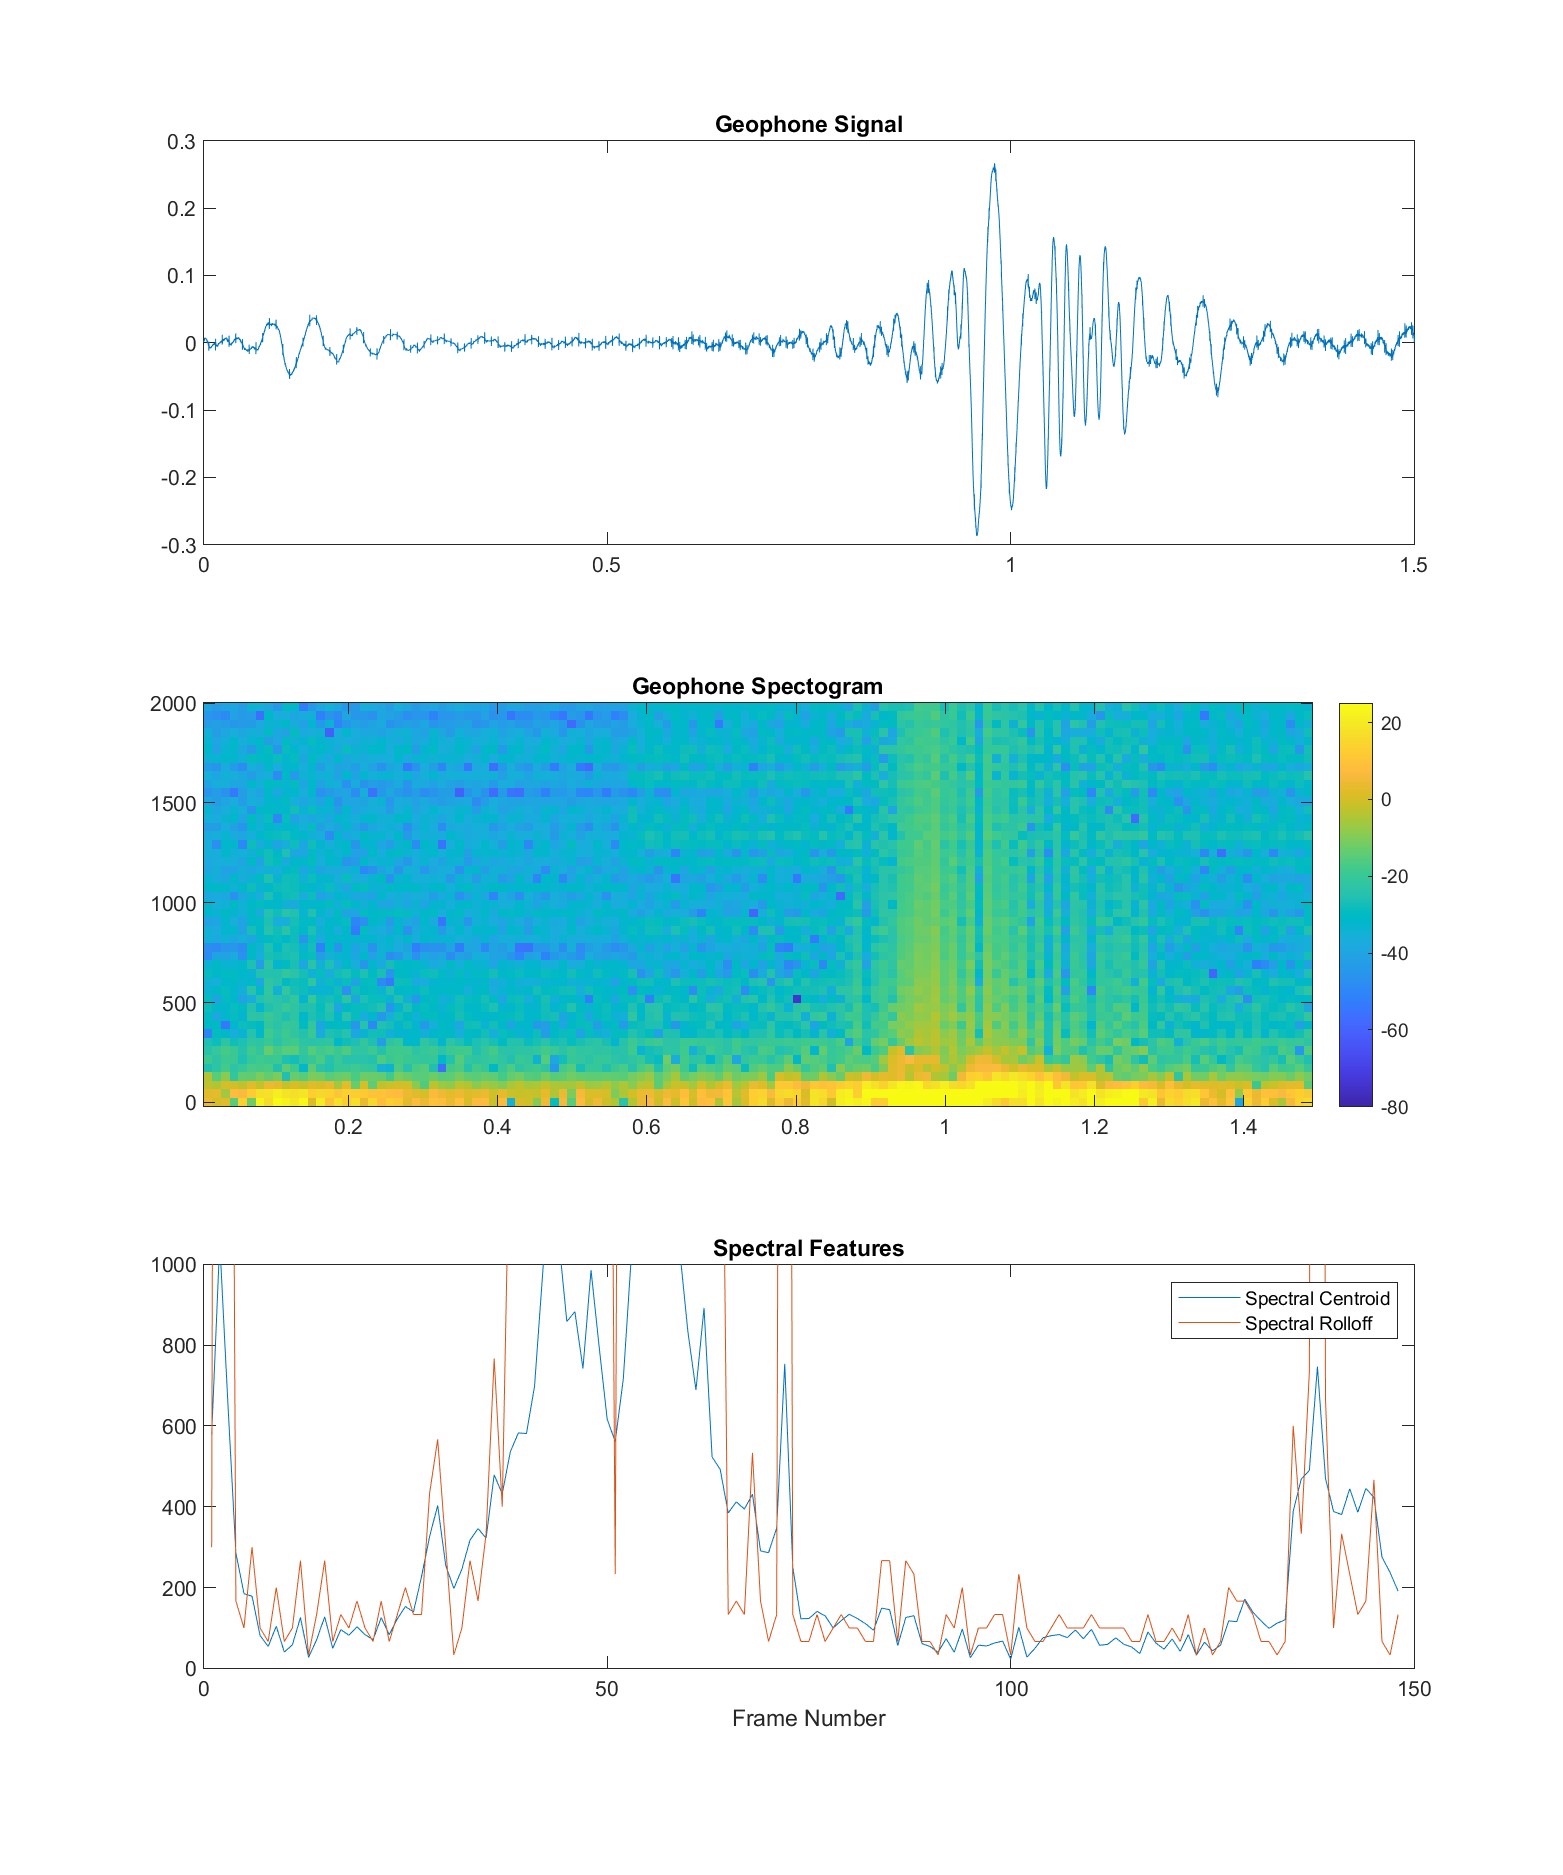 Geophone Signal
0.3
0.2
0.1
0
-0.1
-0.2
-0.3
0 0.5 1 1.5
Geophone Spectogram
2000
1500
1000
500
0
0.2 0.4 0.6 0.8 1 1.2 1.4
20
0
-20
-40
-60
-80
Spectral Features
1000
800
600
400
200
0
0 50 100 150
Frame Number
Spectral Centroid
Spectral Rolloff